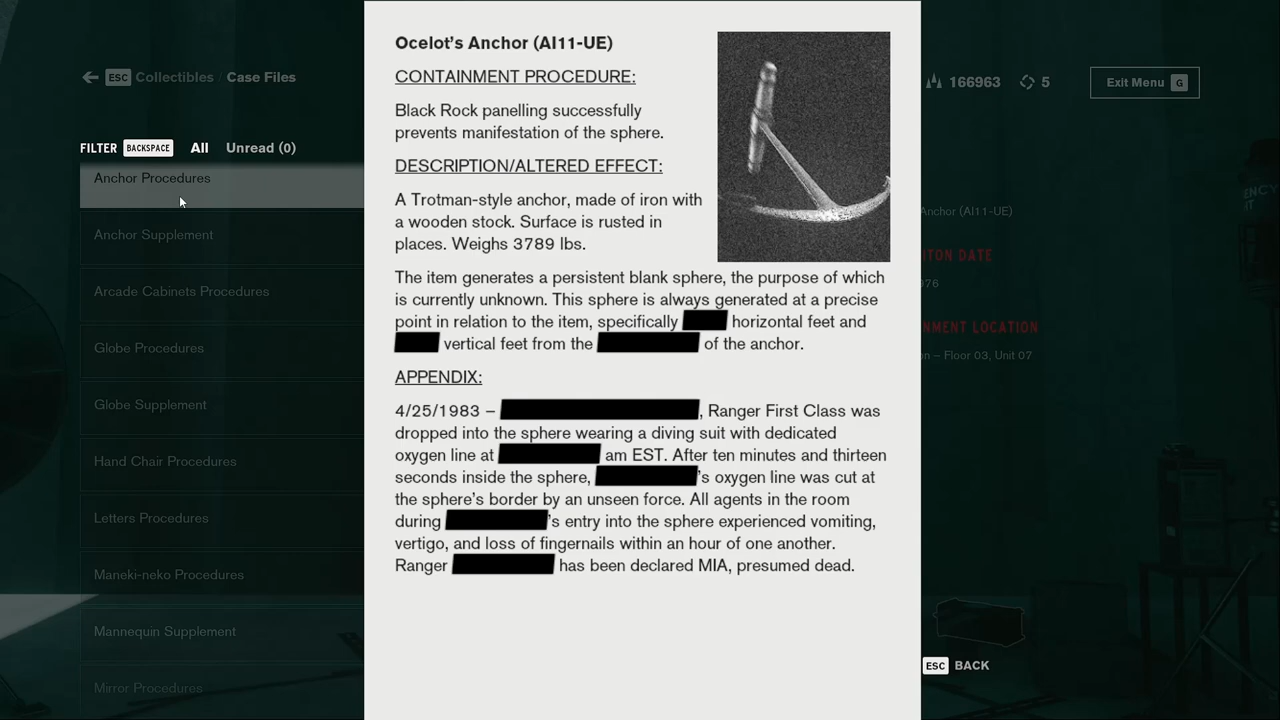 Ocelot's Anchor (AI11-UE)
CONTAINMENT PROCEDURE:
Black Rock panelling successfully
prevents manifestation of the sphere.
DESCRIPTION/ALTERED EFFECT:
A Trotman-style anchor, made of iron with
a wooden stock. Surface is rusted in
places. Weighs 3789 lbs.
The item generates a persistent blank sphere, the purpose of which
is currently unknown. This sphere is always generated at a precise
point in relation to the item, specifically horizontal feet and
vertical feet from the of the anchor.
APPENDIX:
4/25/1983 – , Ranger First Class was
dropped into the sphere wearing a diving suit with dedicated
oxygen line at am EST. After ten minutes and thirteen
seconds inside the sphere, 's oxygen line was cut at
the sphere's border by an unseen force. All agents in the room
during 's entry into the sphere experienced vomiting,
vertigo, and loss of fingernails within an hour of one another.
Ranger has been declared MIA, presumed dead.
ESC Collectibles / Case Files
166963 5 Exit Menu G
FILTER BACKSPACE All Unread (0)
Anchor Procedures
Anchor Supplement
Arcade Cabinets Procedures
Globe Procedures
Globe Supplement
Hand Chair Procedures
Letters Procedures
Maneki-neko Procedures
Mannequin Supplement
Mirror Procedures
Anchor (AI11-UE)
ITON DATE
76
NMENT LOCATION
n – Floor 03, Unit 07
ESC BACK